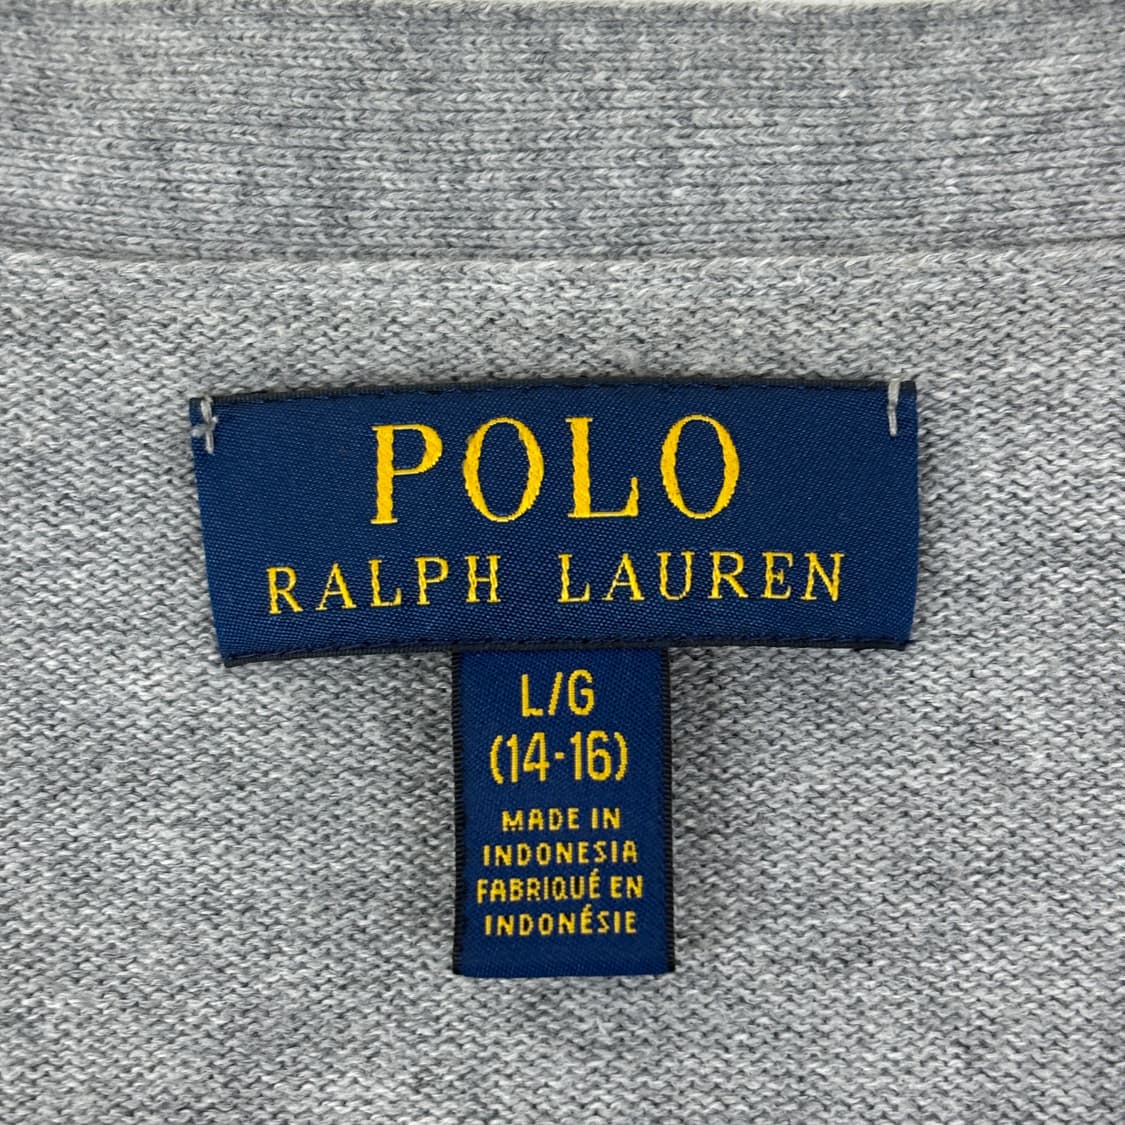 POLO
RALPH LAUREN
L/G
(14-16)
MADE IN
INDONESIA
FABRIQUÉ EN
INDONÉSIE